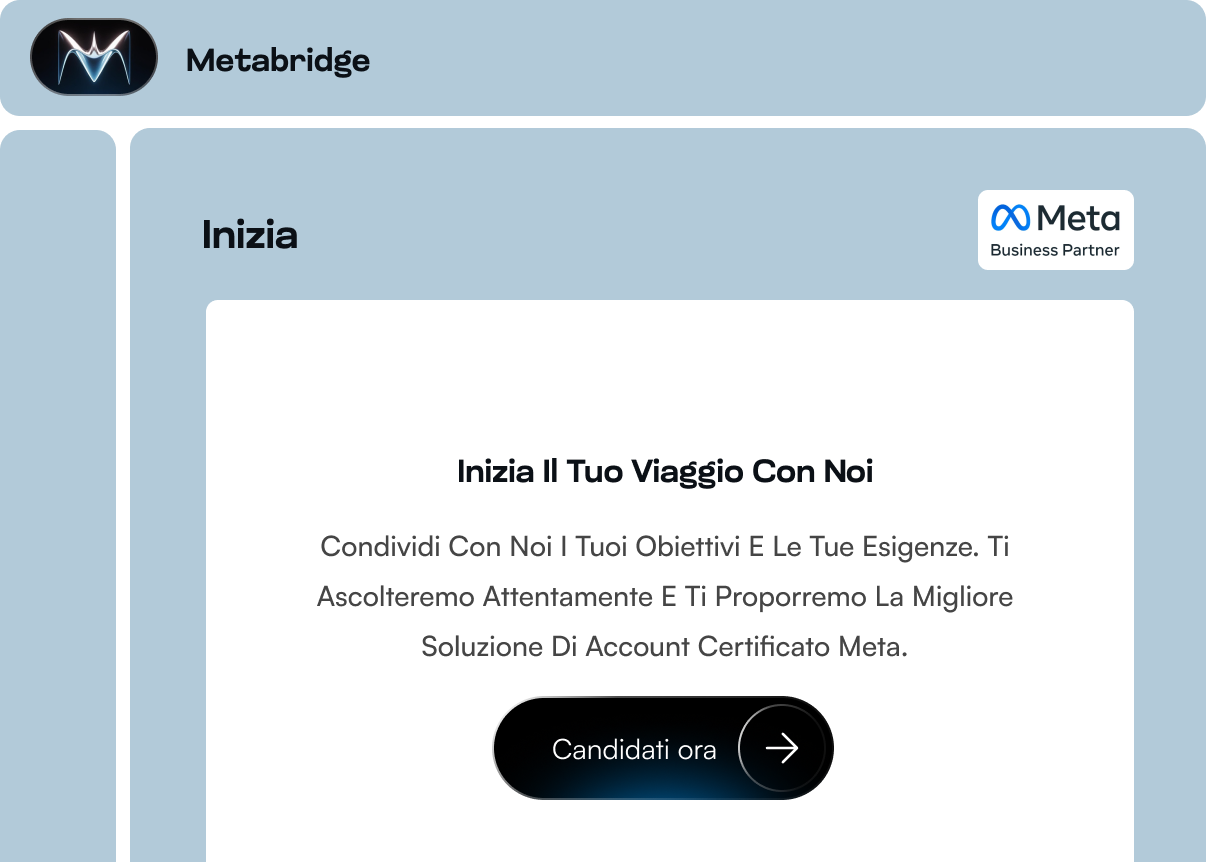 Metabridge
Inizia
Meta
Business Partner
Inizia Il Tuo Viaggio Con Noi
Condividi Con Noi I Tuoi Obiettivi E Le Tue Esigenze. Ti
Ascolteremo Attentamente E Ti Proporremo La Migliore
Soluzione Di Account Certificato Meta.
Candidati ora